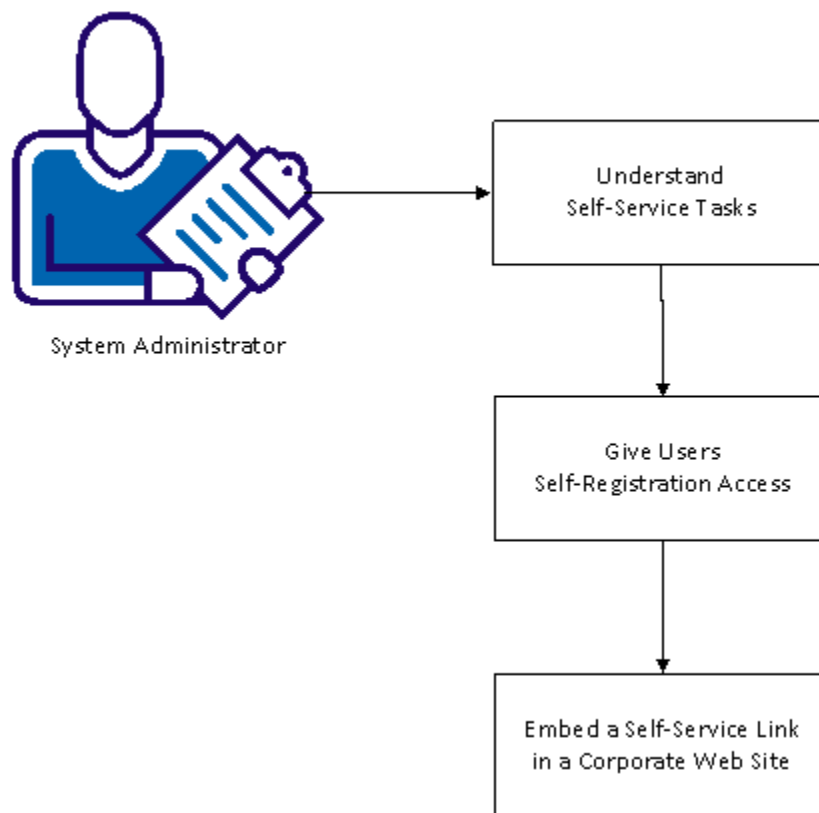 Understand
Self-Service Tasks
System Administrator
Give Users
Self-Registration Access
Embed a Self-Service Link
in a Corporate Web Site